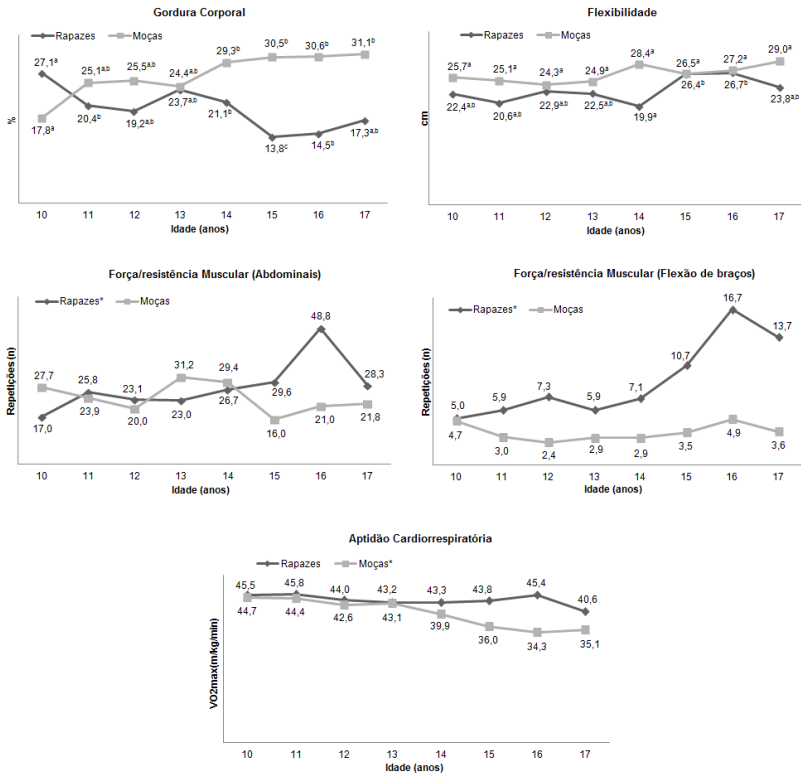 Gordura Corporal
Rapazes Moças
%
27,1ᵃ 25,1ᵃ,ᵇ 25,5ᵃ,ᵇ 24,4ᵃ,ᵇ 29,3ᵇ 30,5ᵇ 30,6ᵇ 31,1ᵇ
17,8ᵃ 20,4ᵇ 19,2ᵃ,ᵇ 23,7ᵃ,ᵇ 21,1ᵇ 13,8ᶜ 14,5ᵇ 17,3ᵃ,ᵇ
10 11 12 13 14 15 16 17
Idade (anos)
Flexibilidade
Rapazes Moças
cm
25,7ᵃ 25,1ᵃ 24,3ᵃ 24,9ᵃ 28,4ᵃ 26,5ᵃ 27,2ᵃ 29,0ᵃ
22,4ᵃ,ᵇ 20,6ᵃ,ᵇ 22,9ᵃ,ᵇ 22,5ᵃ,ᵇ 19,9ᵃ 26,4ᵇ 26,7ᵇ 23,8ᵃ,ᵇ
10 11 12 13 14 15 16 17
Idade (anos)
Força/resistência Muscular (Abdominais)
Rapazes* Moças
Repetições (n)
27,7 25,8 23,1 31,2 29,4 29,6 48,8 28,3
17,0 23,9 20,0 23,0 26,7 16,0 21,0 21,8
10 11 12 13 14 15 16 17
Idade (anos)
Força/resistência Muscular (Flexão de braços)
Rapazes* Moças
Repetições (n)
5,0 5,9 7,3 5,9 7,1 10,7 16,7 13,7
4,7 3,0 2,4 2,9 2,9 3,5 4,9 3,6
10 11 12 13 14 15 16 17
Idade (anos)
Aptidão Cardiorrespiratória
Rapazes Moças*
VO2max(m/kg/min)
45,5 45,8 44,0 43,2 43,3 43,8 45,4 40,6
44,7 44,4 42,6 43,1 39,9 36,0 34,3 35,1
10 11 12 13 14 15 16 17
Idade (anos)